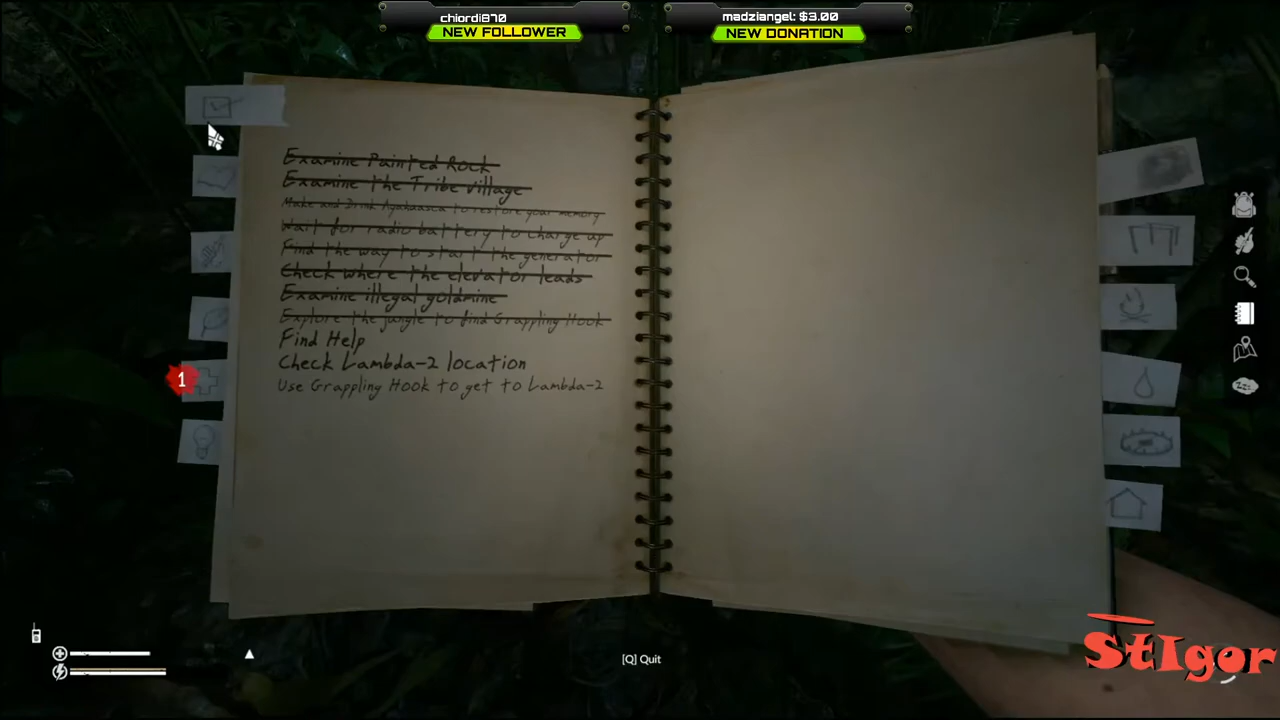 chiordi870
NEW FOLLOWER
madziangel: $3.00
NEW DONATION
Examine Painted Rock
Examine the Tribe village
Make and Drink Ayahuasca to restore your memory
Wait for radio battery to charge up
Find the way to start the generator
Check where the elevator leads
Examine illegal goldmine
Explore the jungle to find Grappling Hook
Find Help
Check Lambda-2 location
Use Grappling Hook to get to Lambda-2
1
[Q] Quit
StIgor